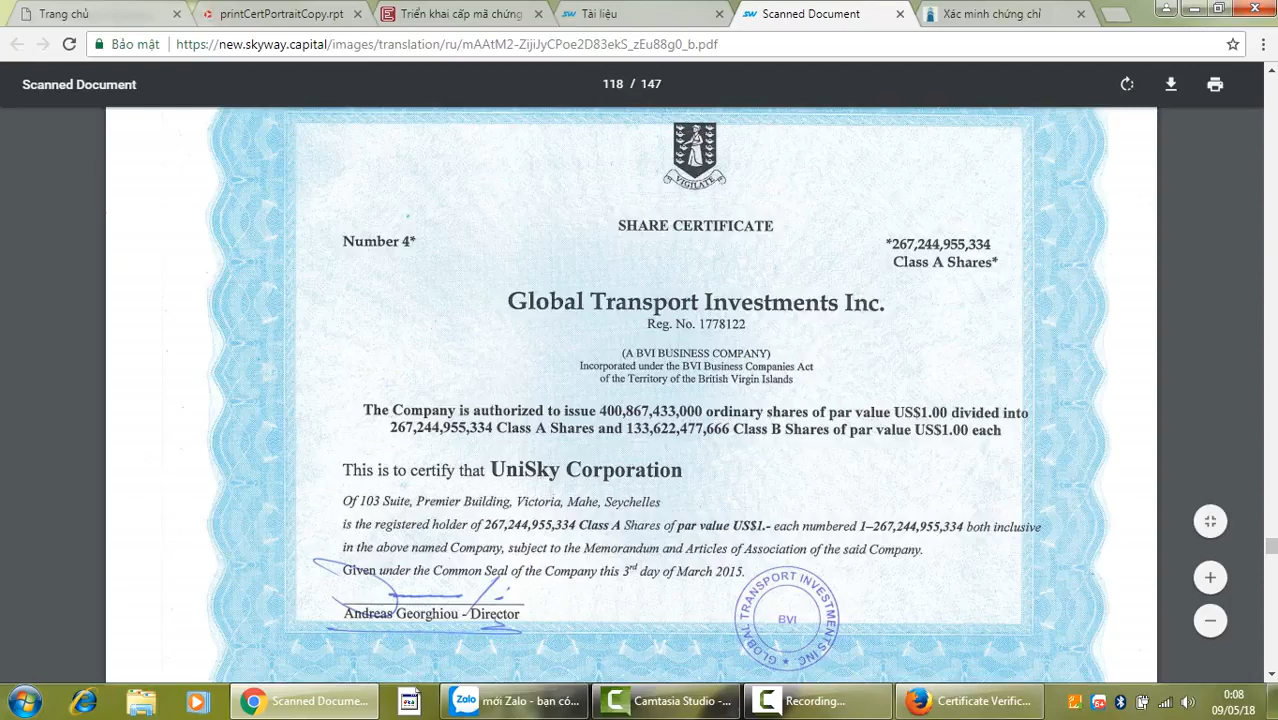 Trang chủ
printCertPortraitCopy.rpt
Triển khai cấp mã chứng
Tài liệu
Scanned Document
Xác minh chứng chỉ
Bảo mật
https://new.skyway.capital/images/translation/ru/mAAtM2-ZijiJyCPoe2D83ekS_zEu88g0_b.pdf
Scanned Document
118 / 147
VIGILATE
SHARE CERTIFICATE
Number 4*
*267,244,955,334
Class A Shares*
Global Transport Investments Inc.
Reg. No. 1778122
(A BVI BUSINESS COMPANY)
Incorporated under the BVI Business Companies Act
of the Territory of the British Virgin Islands
The Company is authorized to issue 400,867,433,000 ordinary shares of par value US$1.00 divided into
267,244,955,334 Class A Shares and 133,622,477,666 Class B Shares of par value US$1.00 each
This is to certify that UniSky Corporation
Of 103 Suite, Premier Building, Victoria, Mahe, Seychelles
is the registered holder of 267,244,955,334 Class A Shares of par value US$1.- each numbered 1–267,244,955,334 both inclusive
in the above named Company, subject to the Memorandum and Articles of Association of the said Company.
Given under the Common Seal of the Company this 3rd day of March 2015.
Andreas Georghiou - Director
GLOBAL TRANSPORT INVESTMENTS INC
BVI
Scanned Docume...
mới Zalo - bạn có...
Camtasia Studio -...
Recording...
Certificate Verific...
0:08
09/05/18